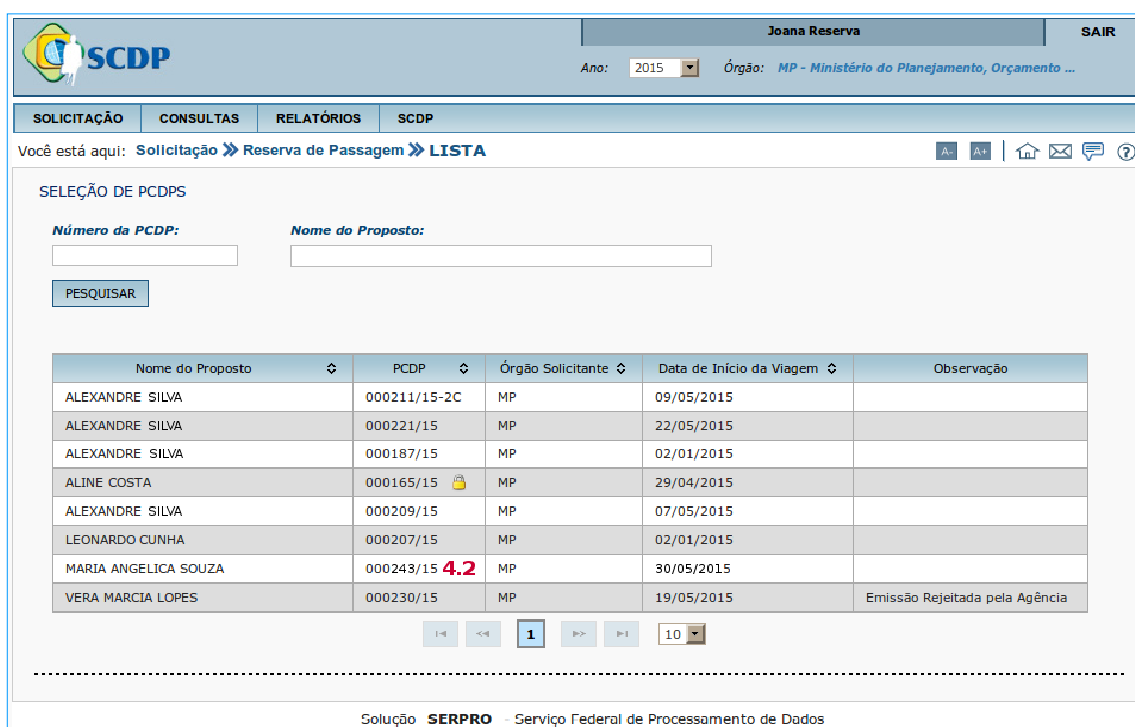 SCDP
Joana Reserva
SAIR
Ano: 2015 Órgão: MP - Ministério do Planejamento, Orçamento ...
SOLICITAÇÃO CONSULTAS RELATÓRIOS SCDP
Você está aqui: Solicitação Reserva de Passagem LISTA
A- A+
SELEÇÃO DE PCDPS
Número da PCDP: Nome do Proposto:
PESQUISAR
Nome do Proposto PCDP Órgão Solicitante Data de Início da Viagem Observação
ALEXANDRE SILVA 000211/15-2C MP 09/05/2015
ALEXANDRE SILVA 000221/15 MP 22/05/2015
ALEXANDRE SILVA 000187/15 MP 02/01/2015
ALINE COSTA 000165/15 MP 29/04/2015
ALEXANDRE SILVA 000209/15 MP 07/05/2015
LEONARDO CUNHA 000207/15 MP 02/01/2015
MARIA ANGELICA SOUZA 000243/15 4.2 MP 30/05/2015
VERA MARCIA LOPES 000230/15 MP 19/05/2015 Emissão Rejeitada pela Agência
1 10
Solução SERPRO - Serviço Federal de Processamento de Dados